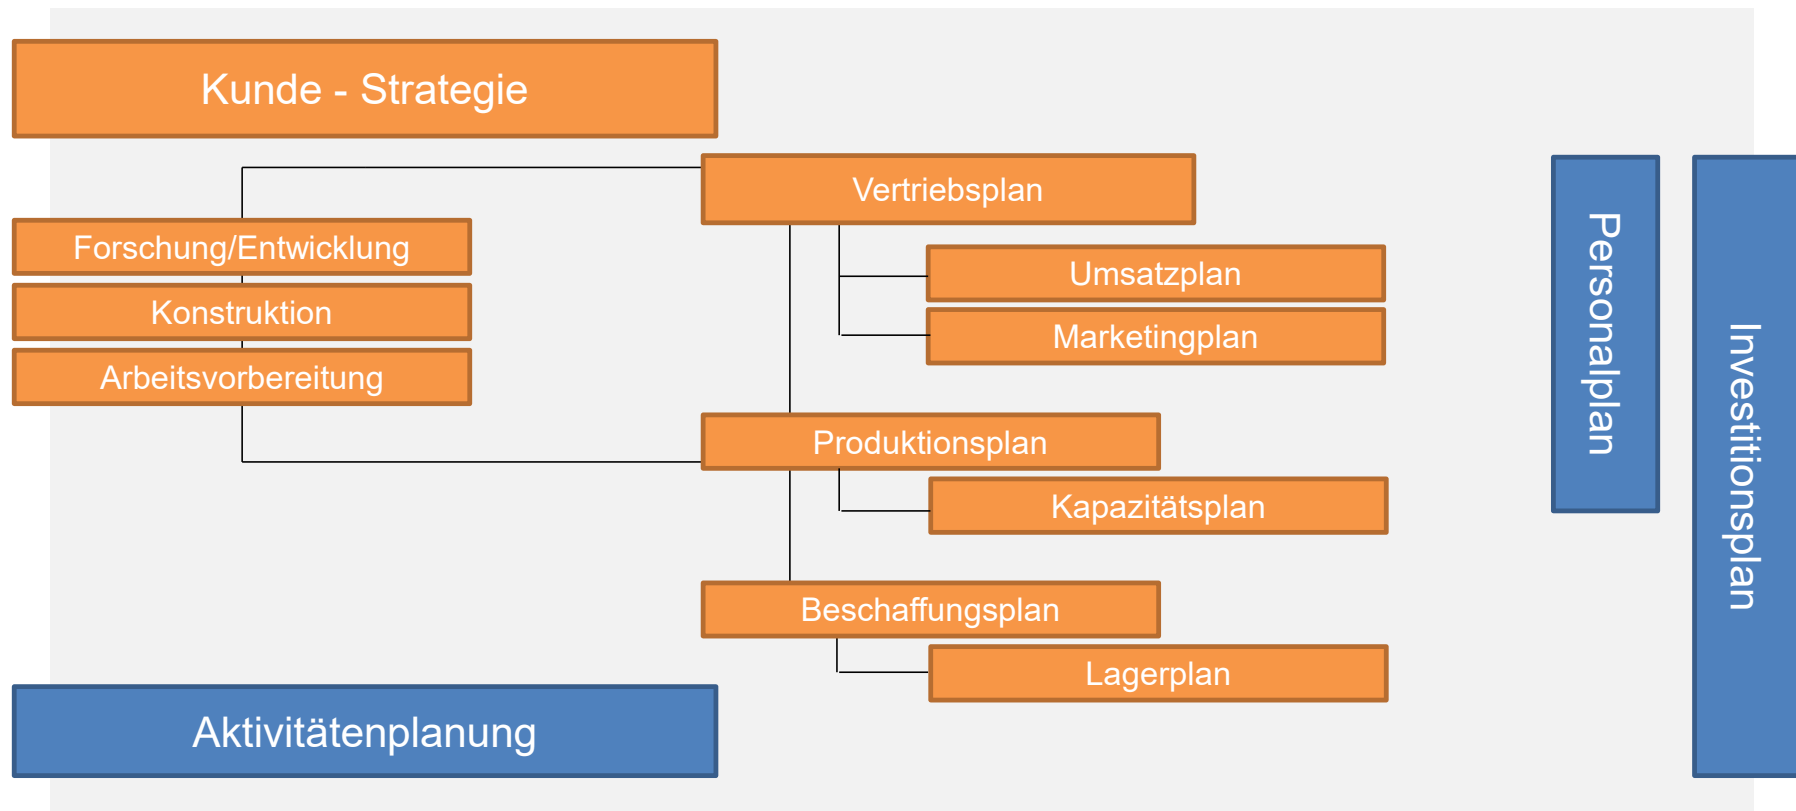 Kunde - Strategie
Vertriebsplan
Forschung/Entwicklung
Umsatzplan
Konstruktion
Marketingplan
Arbeitsvorbereitung
Produktionsplan
Kapazitätsplan
Beschaffungsplan
Lagerplan
Aktivitätenplanung
Personalplan
Investitionsplan